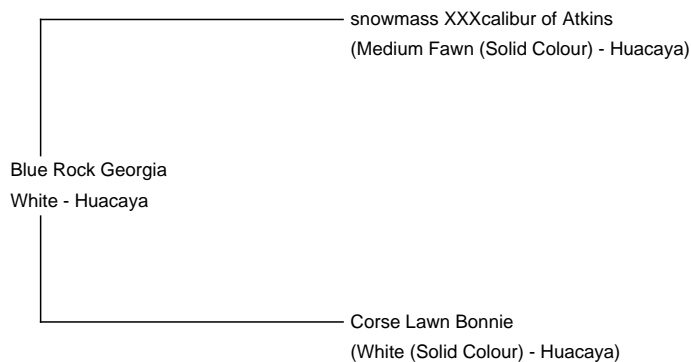 snowmass XXXcalibur of Atkins
(Medium Fawn (Solid Colour) - Huacaya)
Blue Rock Georgia
White - Huacaya
Corse Lawn Bonnie
(White (Solid Colour) - Huacaya)